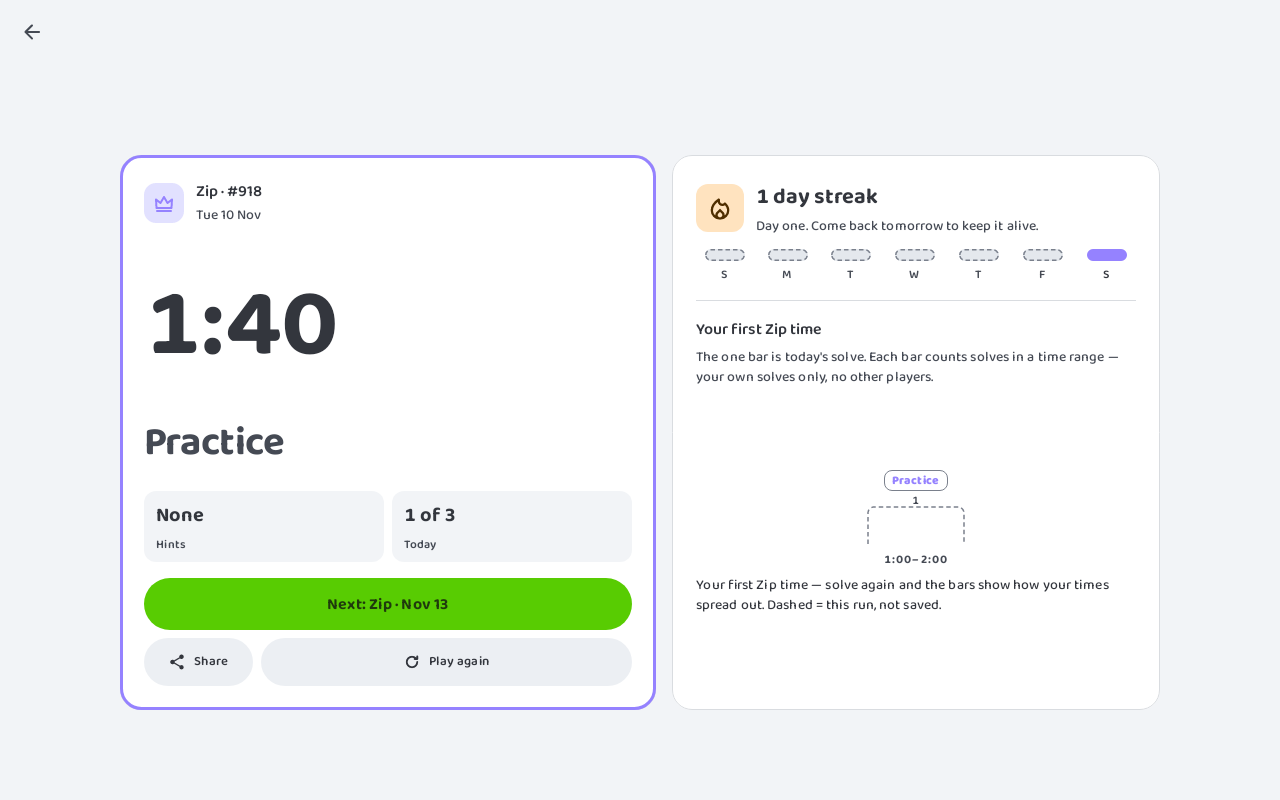 Zip · #918
Tue 10 Nov
1:40
Practice
None
Hints
1 of 3
Today
Next: Zip · Nov 13
Share
Play again
1 day streak
Day one. Come back tomorrow to keep it alive.
S M T W T F S
Your first Zip time
The one bar is today's solve. Each bar counts solves in a time range —
your own solves only, no other players.
Practice
1
1:00–2:00
Your first Zip time — solve again and the bars show how your times
spread out. Dashed = this run, not saved.